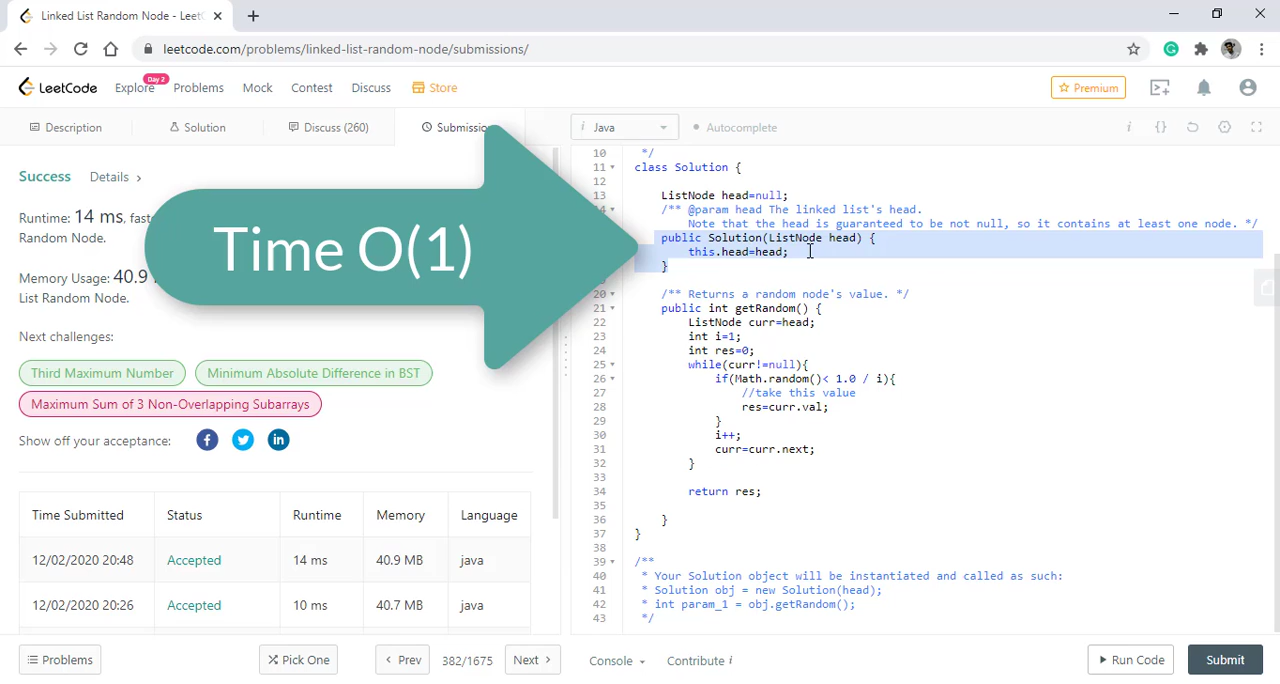 Linked List Random Node - LeetC
leetcode.com/problems/linked-list-random-node/submissions/
LeetCode
Explore
Day 2
Problems
Mock
Contest
Discuss
Store
Premium
Description
Solution
Discuss (260)
Submissio
i Java
Autocomplete
Success
Details
Runtime: 14 ms, fast
Random Node.
Memory Usage: 40.9
List Random Node.
Next challenges:
Third Maximum Number
Minimum Absolute Difference in BST
Maximum Sum of 3 Non-Overlapping Subarrays
Show off your acceptance:
Time Submitted Status Runtime Memory Language
12/02/2020 20:48 Accepted 14 ms 40.9 MB java
12/02/2020 20:26 Accepted 10 ms 40.7 MB java
Time O(1)
10 */
11 class Solution {
12
13 ListNode head=null;
14 /** @param head The linked list's head.
Note that the head is guaranteed to be not null, so it contains at least one node. */
public Solution(ListNode head) {
this.head=head;
}
20 /** Returns a random node's value. */
21 public int getRandom() {
22 ListNode curr=head;
23 int i=1;
24 int res=0;
25 while(curr!=null){
26 if(Math.random()< 1.0 / i){
27 //take this value
28 res=curr.val;
29 }
30 i++;
31 curr=curr.next;
32 }
33
34 return res;
35
36 }
37 }
38
39 /**
40 * Your Solution object will be instantiated and called as such:
41 * Solution obj = new Solution(head);
42 * int param_1 = obj.getRandom();
43 */
Problems
Pick One
Prev
382/1675
Next
Console
Contribute i
Run Code
Submit